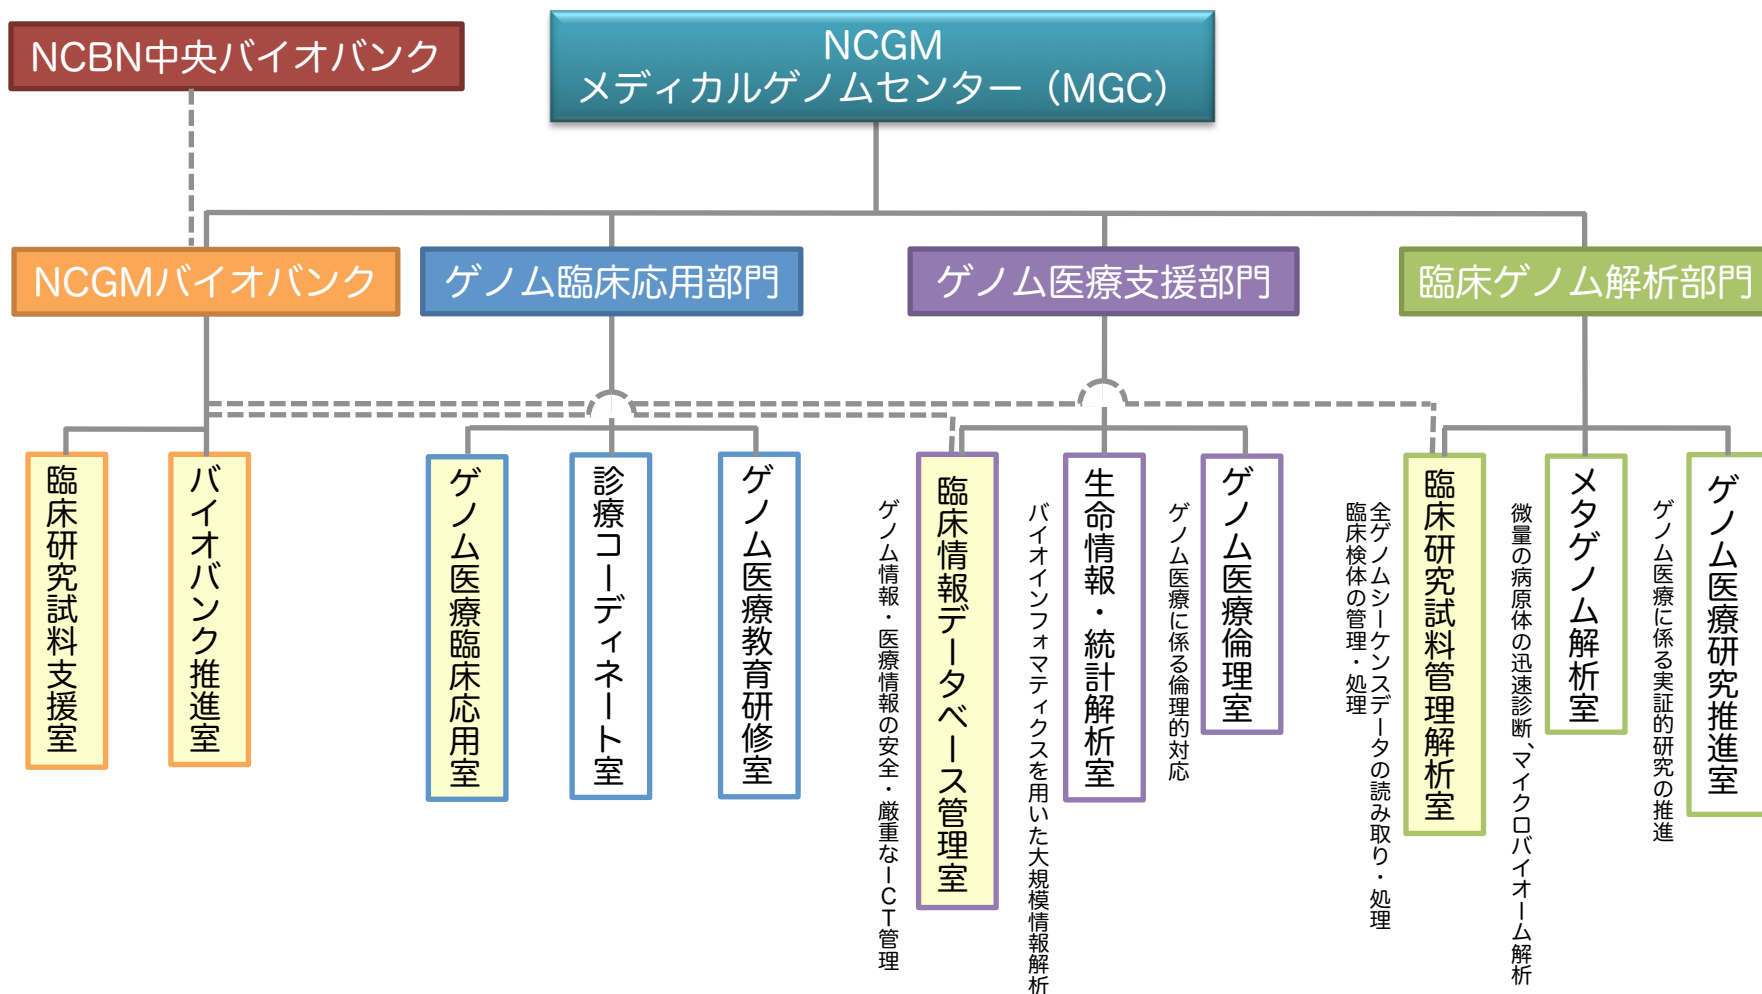 NCBN中央バイオバンク
NCGM
メディカルゲノムセンター（MGC）
NCGMバイオバンク
ゲノム臨床応用部門
ゲノム医療支援部門
臨床ゲノム解析部門
臨床研究試料支援室
バイオバンク推進室
ゲノム医療臨床応用室
診療コーディネート室
ゲノム医療教育研修室
ゲノム情報・医療情報の安全・厳重なICT管理
臨床情報データベース管理室
バイオインフォマティクスを用いた大規模情報解析
生命情報・統計解析室
ゲノム医療に係る倫理的対応
ゲノム医療倫理室
全ゲノムシーケンスデータの読み取り・処理
臨床検体の管理・処理
臨床研究試料管理解析室
微量の病原体の迅速診断、マイクロバイオーム解析
メタゲノム解析室
ゲノム医療に係る実証的研究の推進
ゲノム医療研究推進室